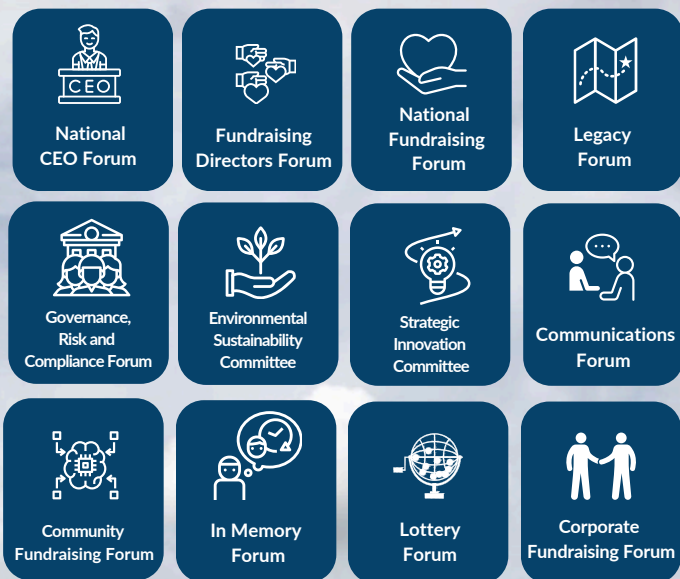 CEO
National
CEO Forum
Fundraising
Directors Forum
National
Fundraising
Forum
Legacy
Forum
Governance,
Risk and
Compliance Forum
Environmental
Sustainability
Committee
Strategic
Innovation
Committee
Communications
Forum
Community
Fundraising Forum
In Memory
Forum
Lottery
Forum
Corporate
Fundraising Forum